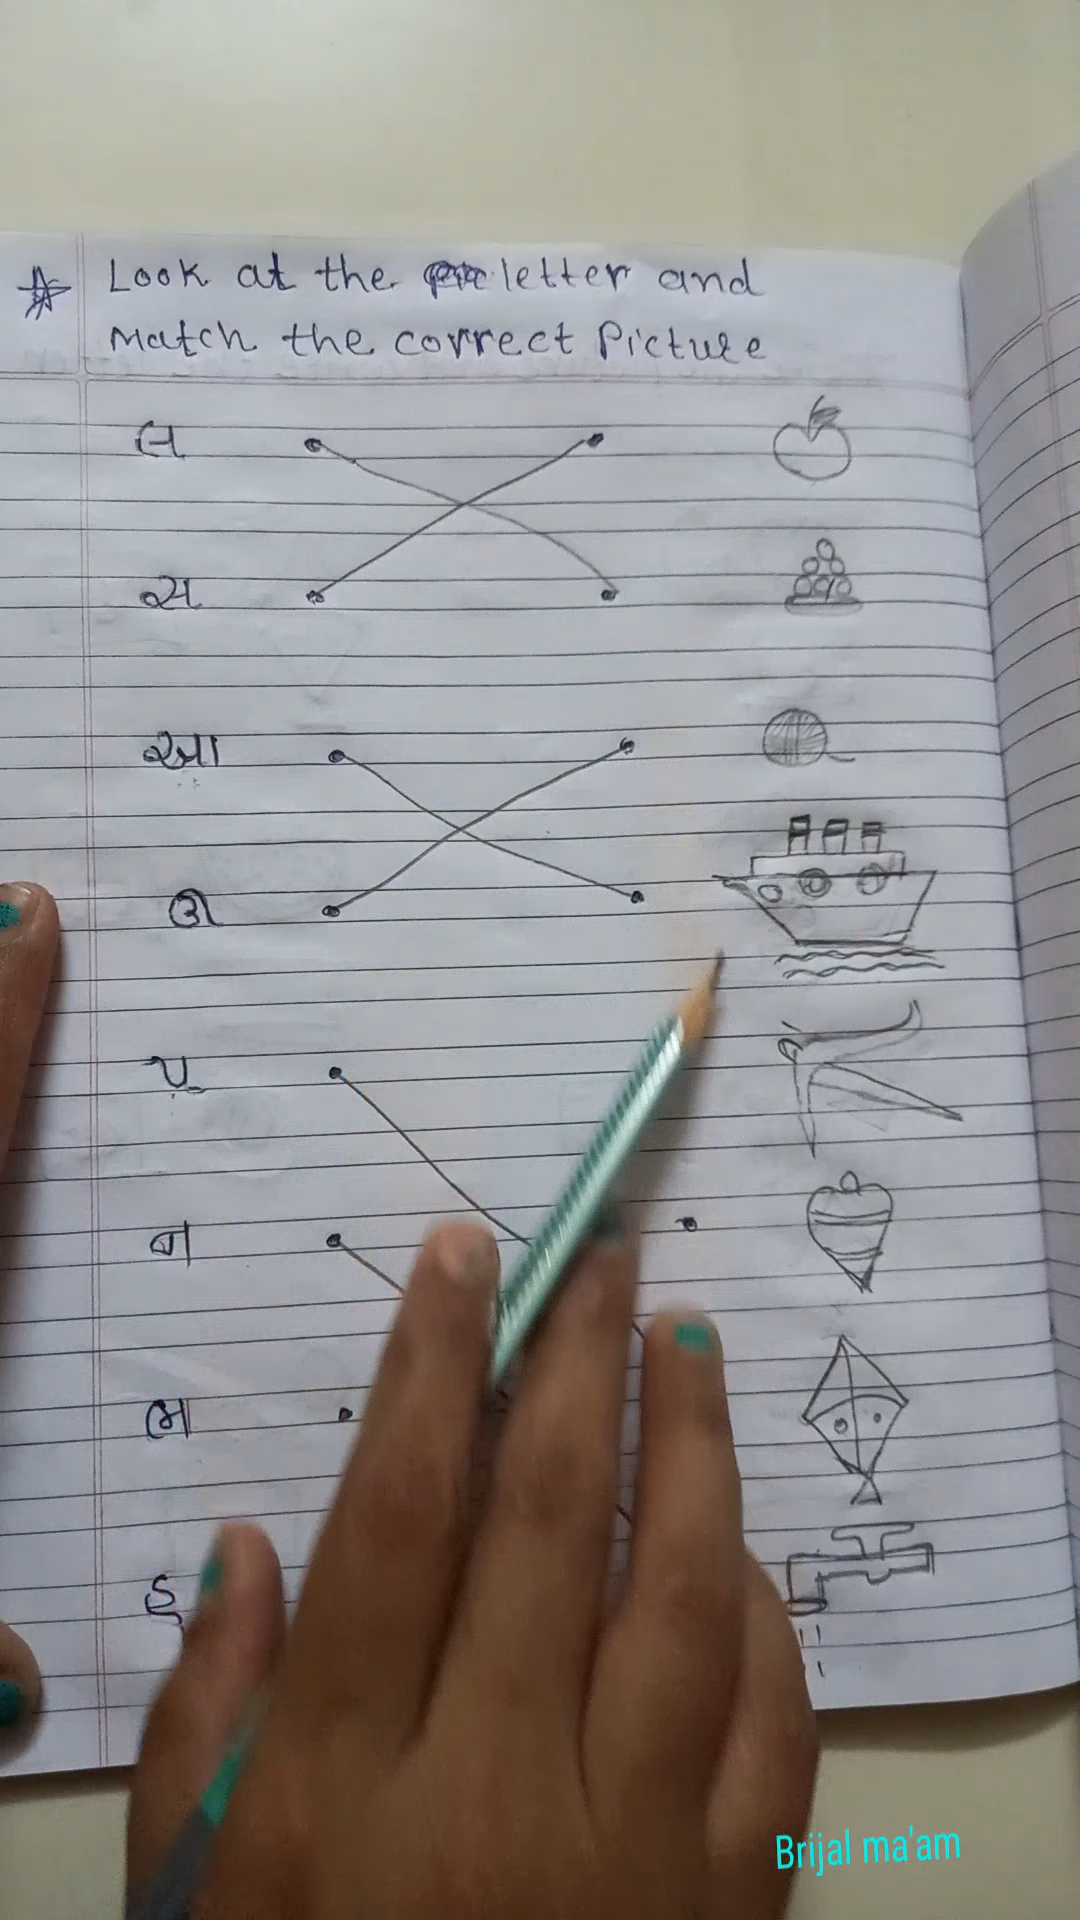 Look at the letter and
Match the correct Picture
લ
સ
આ
ઊ
પ
ન
ભ
હ
Brijal ma'am